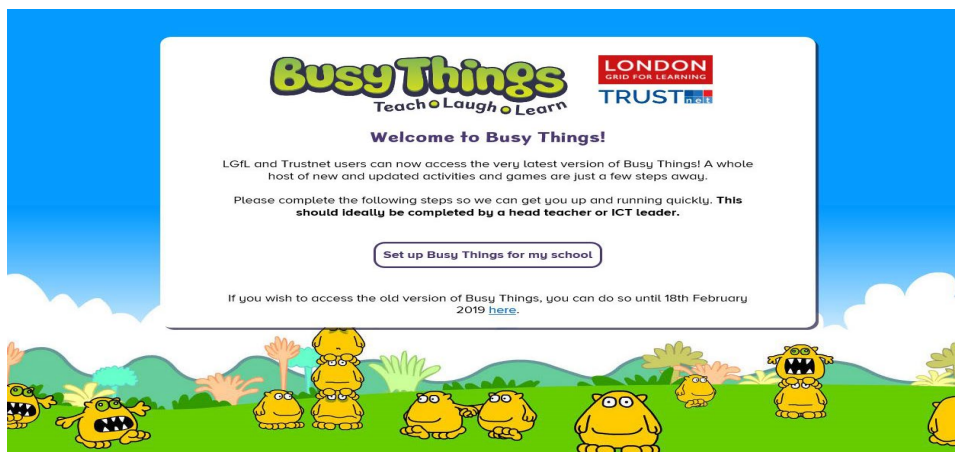 Busy Things
Teach Laugh Learn
LONDON
GRID FOR LEARNING
TRUSTnet
Welcome to Busy Things!
LGfL and Trustnet users can now access the very latest version of Busy Things! A whole
host of new and updated activities and games are just a few steps away.
Please complete the following steps so we can get you up and running quickly. This
should ideally be completed by a head teacher or ICT leader.
Set up Busy Things for my school
If you wish to access the old version of Busy Things, you can do so until 18th February
2019 here.